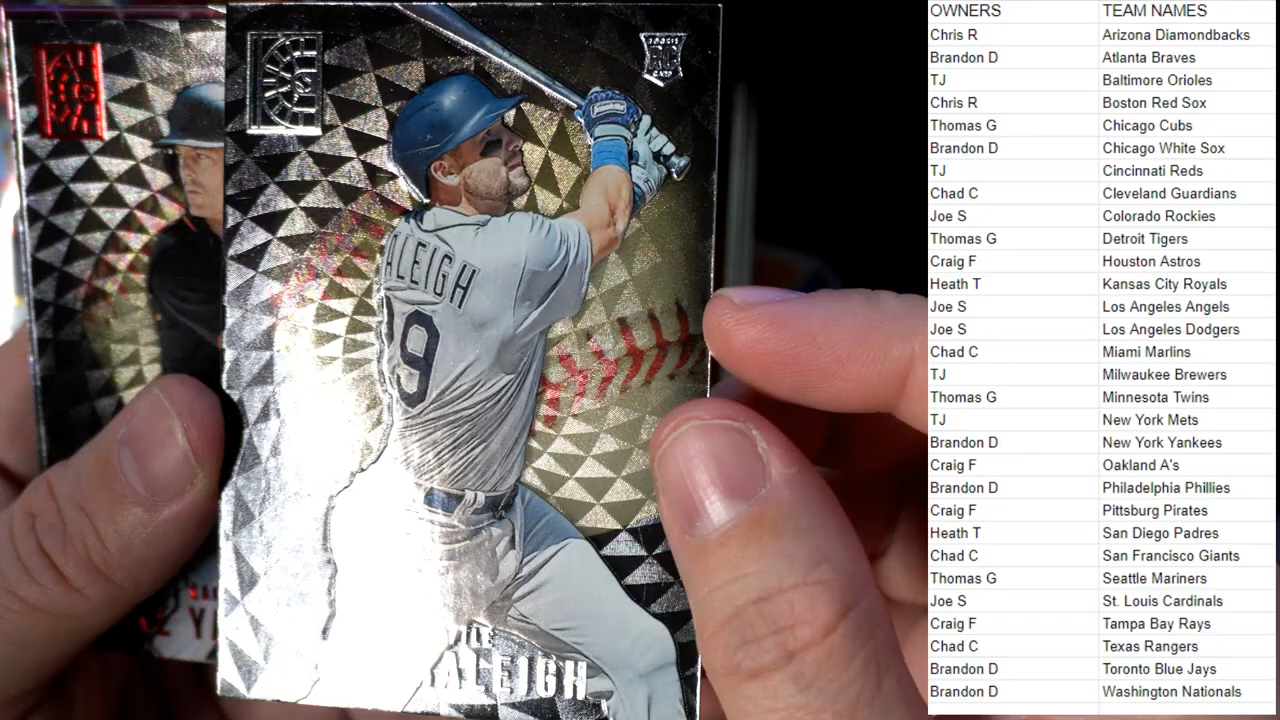 ALEIGH
9
ALEIGH
OWNERS TEAM NAMES
Chris R Arizona Diamondbacks
Brandon D Atlanta Braves
TJ Baltimore Orioles
Chris R Boston Red Sox
Thomas G Chicago Cubs
Brandon D Chicago White Sox
TJ Cincinnati Reds
Chad C Cleveland Guardians
Joe S Colorado Rockies
Thomas G Detroit Tigers
Craig F Houston Astros
Heath T Kansas City Royals
Joe S Los Angeles Angels
Joe S Los Angeles Dodgers
Chad C Miami Marlins
TJ Milwaukee Brewers
Thomas G Minnesota Twins
TJ New York Mets
Brandon D New York Yankees
Craig F Oakland A's
Brandon D Philadelphia Phillies
Craig F Pittsburg Pirates
Heath T San Diego Padres
Chad C San Francisco Giants
Thomas G Seattle Mariners
Joe S St. Louis Cardinals
Craig F Tampa Bay Rays
Chad C Texas Rangers
Brandon D Toronto Blue Jays
Brandon D Washington Nationals